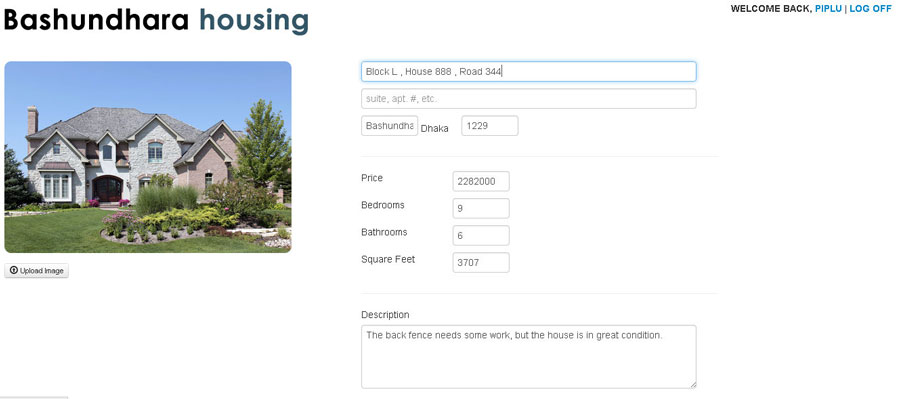 Bashundhara housing
WELCOME BACK, PIPLU | LOG OFF
Block L , House 888 , Road 344
suite, apt. #, etc.
Bashundha Dhaka 1229
Price 2282000
Bedrooms 9
Bathrooms 6
Square Feet 3707
Upload Image
Description
The back fence needs some work, but the house is in great condition.